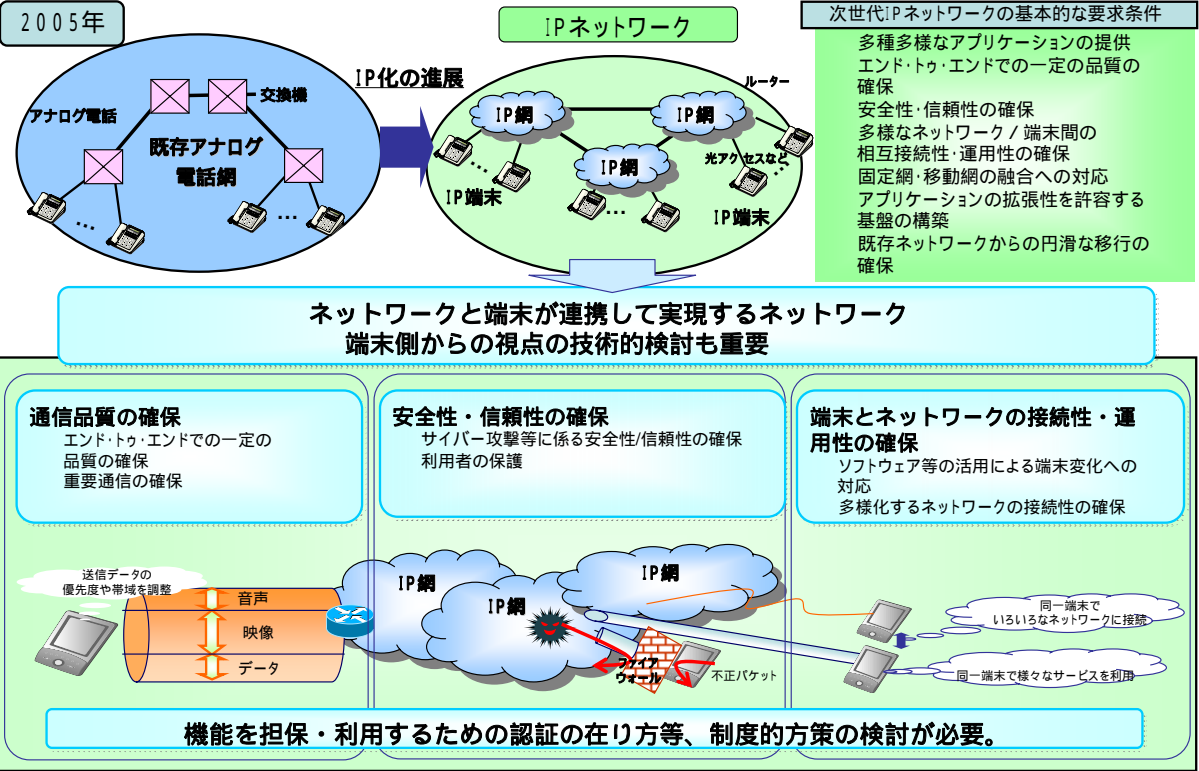 2005年
IPネットワーク
次世代IPネットワークの基本的な要求条件
多種多様なアプリケーションの提供
エンド・トゥ・エンドでの一定の品質の
確保
安全性・信頼性の確保
多様なネットワーク / 端末間の
相互接続性・運用性の確保
固定網・移動網の融合への対応
アプリケーションの拡張性を許容する
基盤の構築
既存ネットワークからの円滑な移行の
確保
アナログ電話
交換機
既存アナログ
電話網
…
…
IP化の進展
ルーター
IP網
IP網
IP網
光アクセスなど
…
…
…
IP端末
IP端末
ネットワークと端末が連携して実現するネットワーク
端末側からの視点の技術的検討も重要
通信品質の確保
エンド・トゥ・エンドでの一定の
品質の確保
重要通信の確保
安全性・信頼性の確保
サイバー攻撃等に係る安全性/信頼性の確保
利用者の保護
端末とネットワークの接続性・運
用性の確保
ソフトウェア等の活用による端末変化への
対応
多様化するネットワークの接続性の確保
送信データの
優先度や帯域を調整
音声
映像
データ
IP網
IP網
IP網
ファイア
ウォール
不正パケット
同一端末で
いろいろなネットワークに接続
同一端末で様々なサービスを利用
機能を担保・利用するための認証の在り方等、制度的方策の検討が必要。